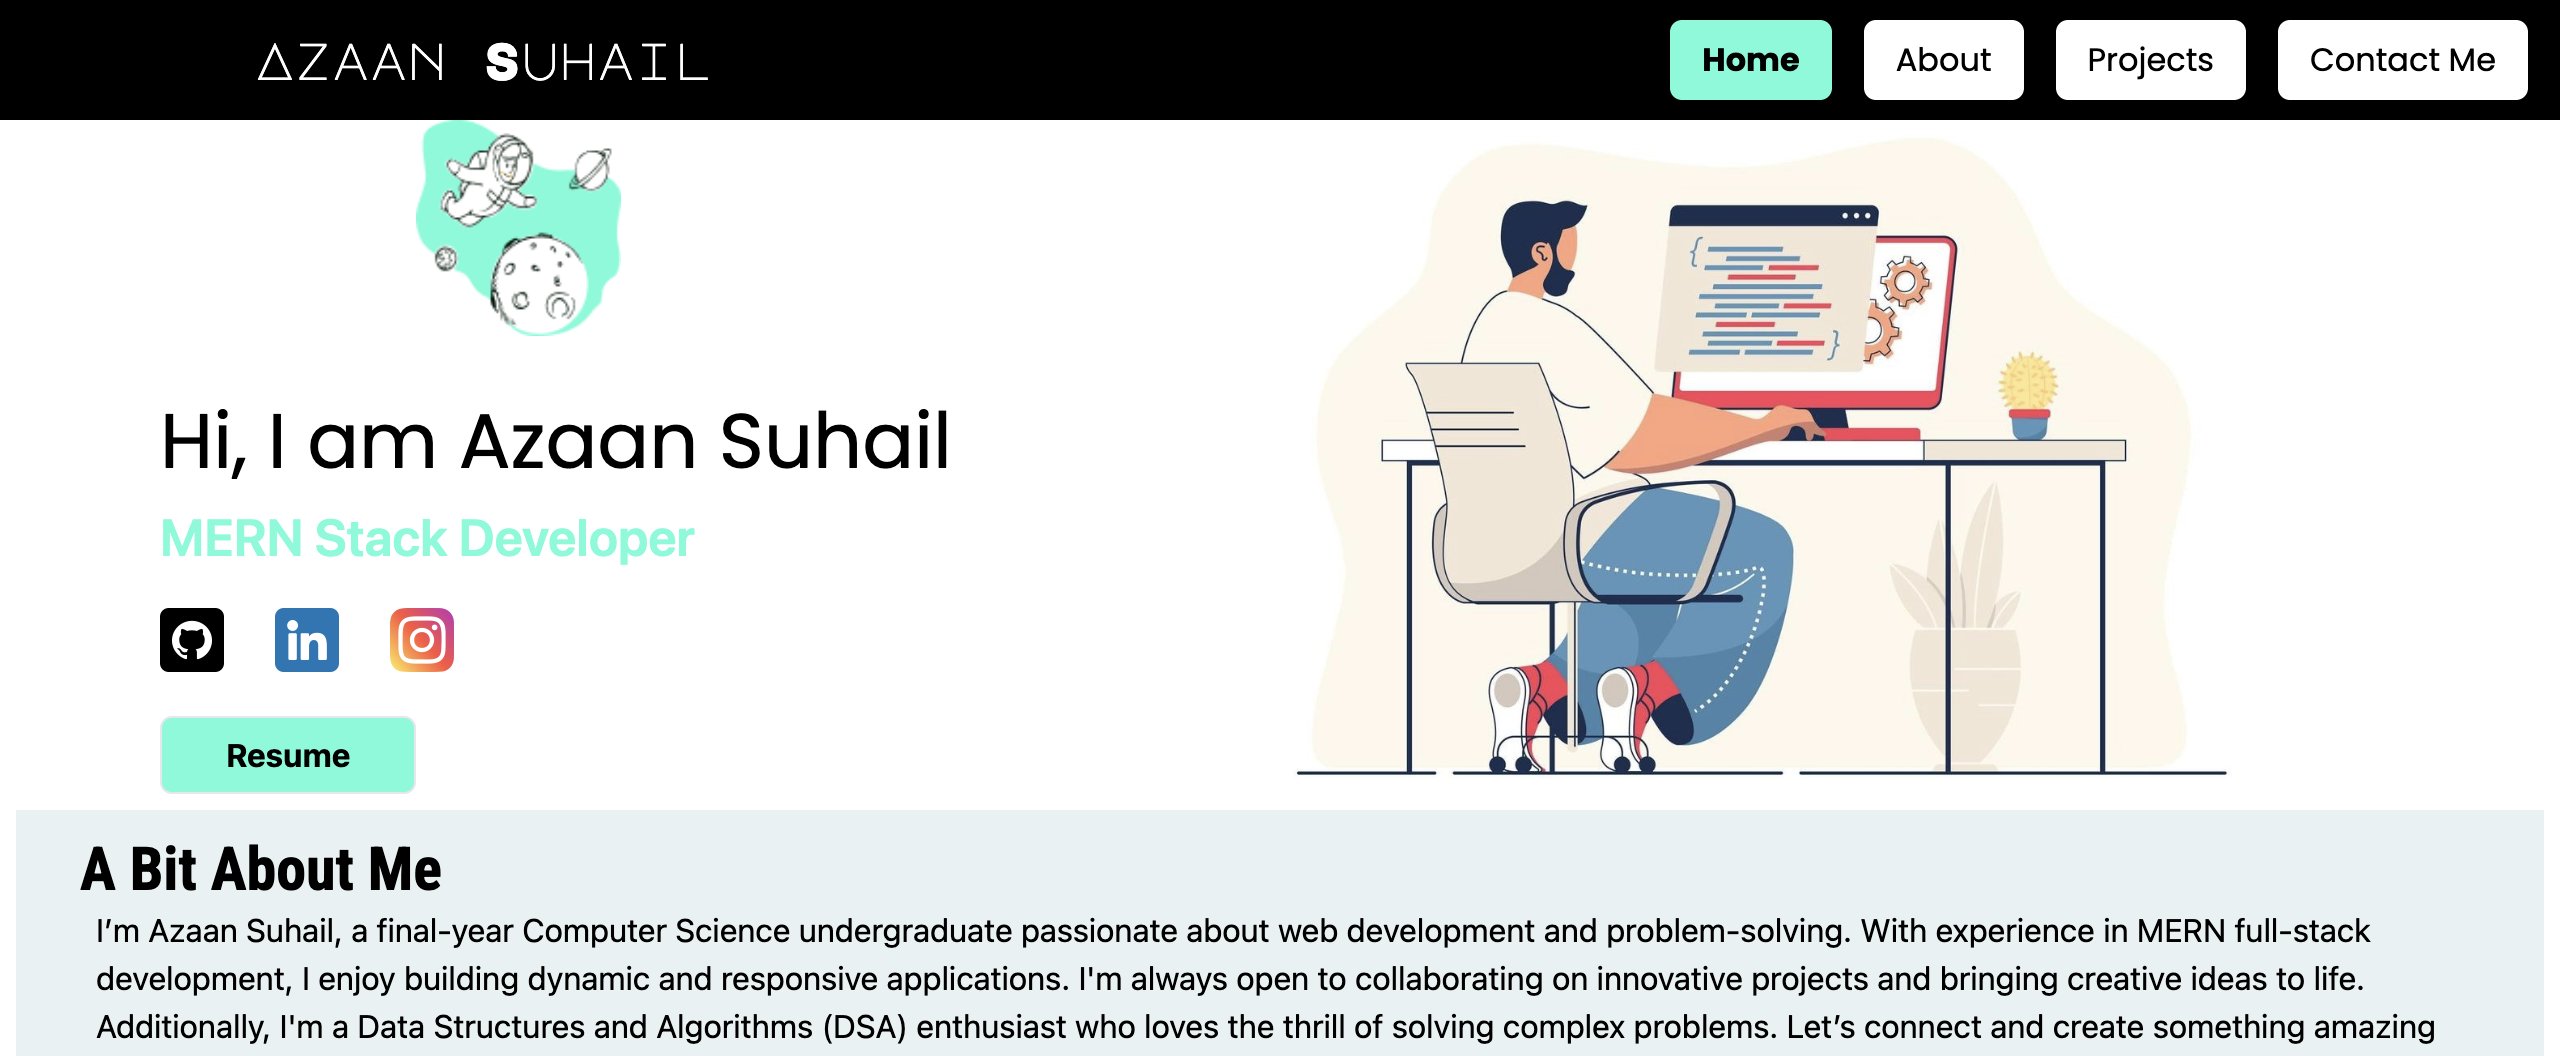 AZAAN SUHAIL
Home
About
Projects
Contact Me
Hi, I am Azaan Suhail
MERN Stack Developer
in
Resume
A Bit About Me
I’m Azaan Suhail, a final-year Computer Science undergraduate passionate about web development and problem-solving. With experience in MERN full-stack
development, I enjoy building dynamic and responsive applications. I'm always open to collaborating on innovative projects and bringing creative ideas to life.
Additionally, I'm a Data Structures and Algorithms (DSA) enthusiast who loves the thrill of solving complex problems. Let’s connect and create something amazing